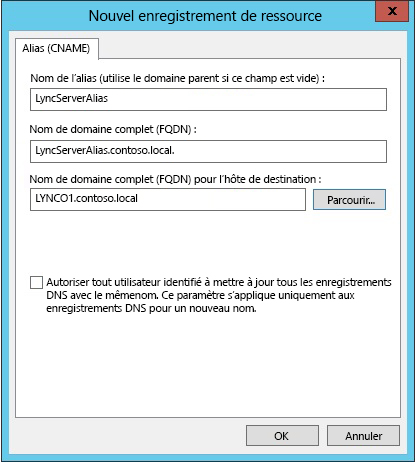 Nouvel enregistrement de ressource
x
Alias (CNAME)
Nom de l'alias (utilise le domaine parent si ce champ est vide) :
LyncServerAlias
Nom de domaine complet (FQDN) :
LyncServerAlias.contoso.local.
Nom de domaine complet (FQDN) pour l'hôte de destination :
LYNCO1.contoso.local
Parcourir...
Autoriser tout utilisateur identifié à mettre à jour tous les enregistrements
DNS avec le mêmenom. Ce paramètre s'applique uniquement aux
enregistrements DNS pour un nouveau nom.
OK
Annuler